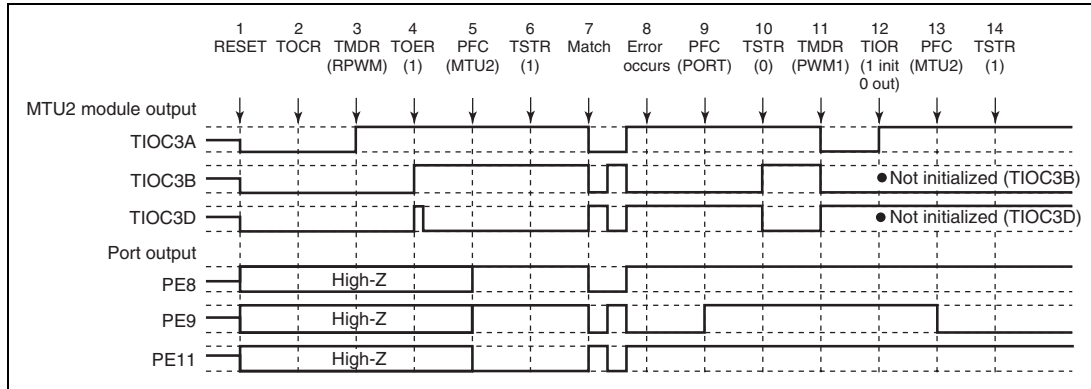 1 2 3 4 5 6 7 8 9 10 11 12 13 14
RESET TOCR TMDR TOER PFC TSTR Match Error PFC TSTR TMDR TIOR PFC TSTR
(RPWM) (1) (MTU2) (1) occurs (PORT) (0) (PWM1) (1 init (MTU2) (1)
0 out)
MTU2 module output
TIOC3A
TIOC3B
• Not initialized (TIOC3B)
TIOC3D
• Not initialized (TIOC3D)
Port output
PE8
High-Z
PE9
High-Z
PE11
High-Z